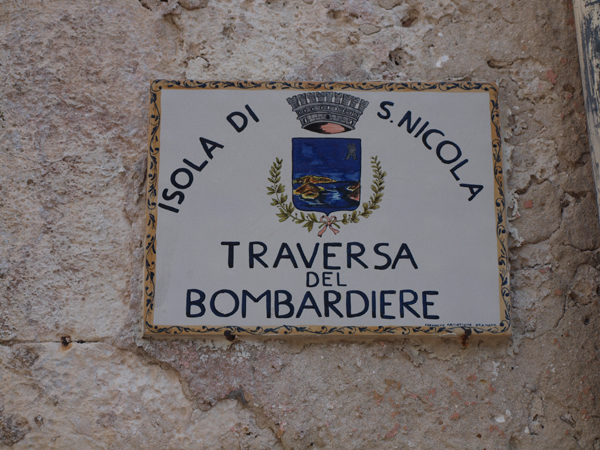 ISOLA DI S. NICOLA
TRAVERSA
DEL
BOMBARDIERE